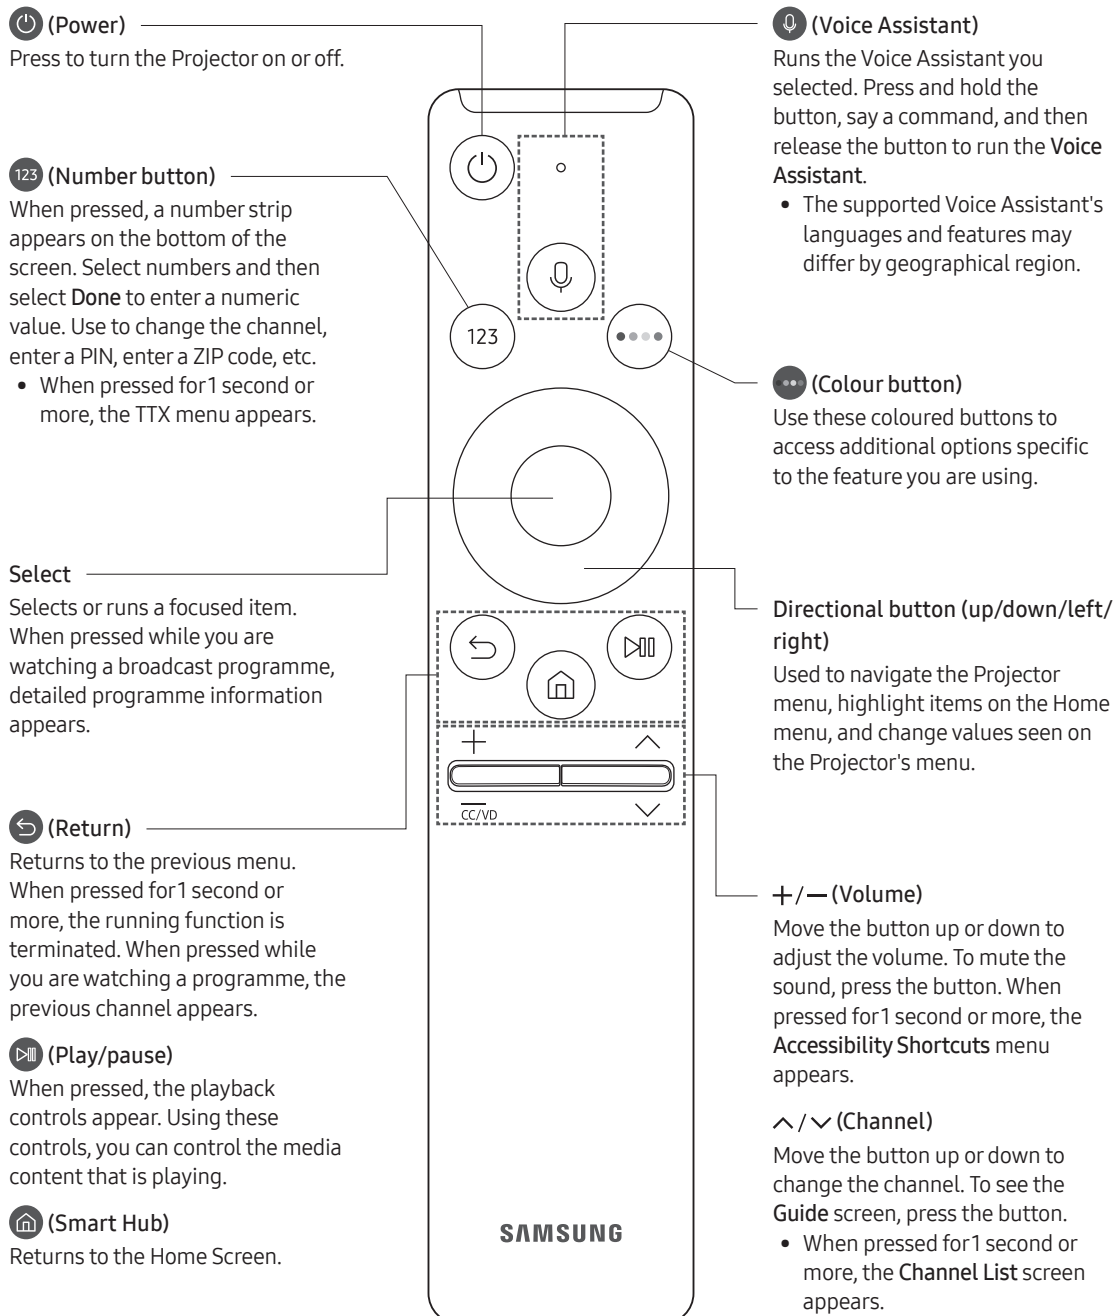 (Power)
Press to turn the Projector on or off.
123 (Number button)
When pressed, a number strip
appears on the bottom of the
screen. Select numbers and then
select Done to enter a numeric
value. Use to change the channel,
enter a PIN, enter a ZIP code, etc.
• When pressed for 1 second or
more, the TTX menu appears.
Select
Selects or runs a focused item.
When pressed while you are
watching a broadcast programme,
detailed programme information
appears.
(Return)
Returns to the previous menu.
When pressed for 1 second or
more, the running function is
terminated. When pressed while
you are watching a programme, the
previous channel appears.
(Play/pause)
When pressed, the playback
controls appear. Using these
controls, you can control the media
content that is playing.
(Smart Hub)
Returns to the Home Screen.
123
CC/VD
SAMSUNG
(Voice Assistant)
Runs the Voice Assistant you
selected. Press and hold the
button, say a command, and then
release the button to run the Voice
Assistant.
• The supported Voice Assistant's
languages and features may
differ by geographical region.
(Colour button)
Use these coloured buttons to
access additional options specific
to the feature you are using.
Directional button (up/down/left/
right)
Used to navigate the Projector
menu, highlight items on the Home
menu, and change values seen on
the Projector's menu.
+/− (Volume)
Move the button up or down to
adjust the volume. To mute the
sound, press the button. When
pressed for 1 second or more, the
Accessibility Shortcuts menu
appears.
(Channel)
Move the button up or down to
change the channel. To see the
Guide screen, press the button.
• When pressed for 1 second or
more, the Channel List screen
appears.